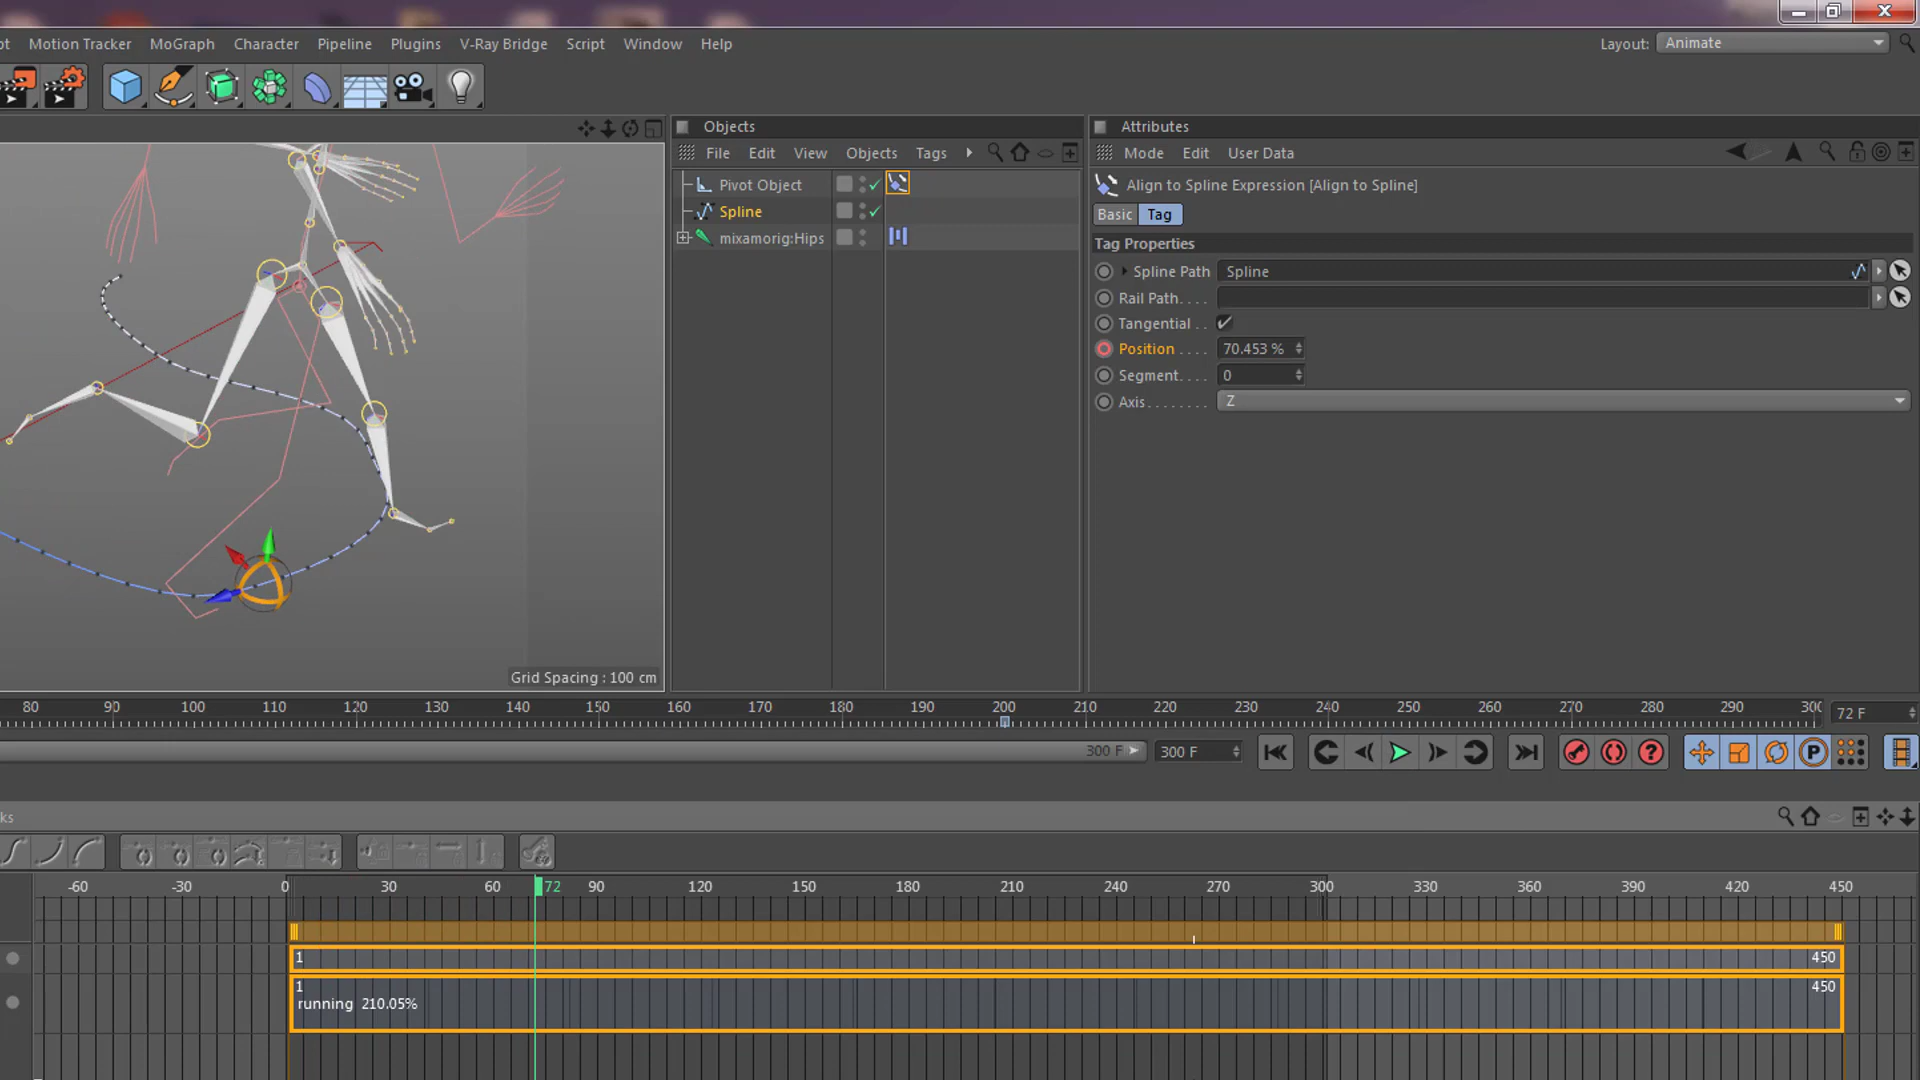 ot Motion Tracker MoGraph Character Pipeline Plugins V-Ray Bridge Script Window Help Layout: Animate
Objects
File Edit View Objects Tags
Pivot Object
Spline
mixamorig:Hips
Attributes
Mode Edit User Data
Align to Spline Expression [Align to Spline]
Basic Tag
Tag Properties
Spline Path Spline
Rail Path. . . .
Tangential . .
Position . . . . 70.453 %
Segment. . . . 0
Axis. . . . . . . . Z
Grid Spacing : 100 cm
80 90 100 110 120 130 140 150 160 170 180 190 200 210 220 230 240 250 260 270 280 290 300 72 F
300 F 300 F
P
ks
-60 -30 0 30 60 72 90 120 150 180 210 240 270 300 330 360 390 420 450
1 450
1 450
running 210.05%